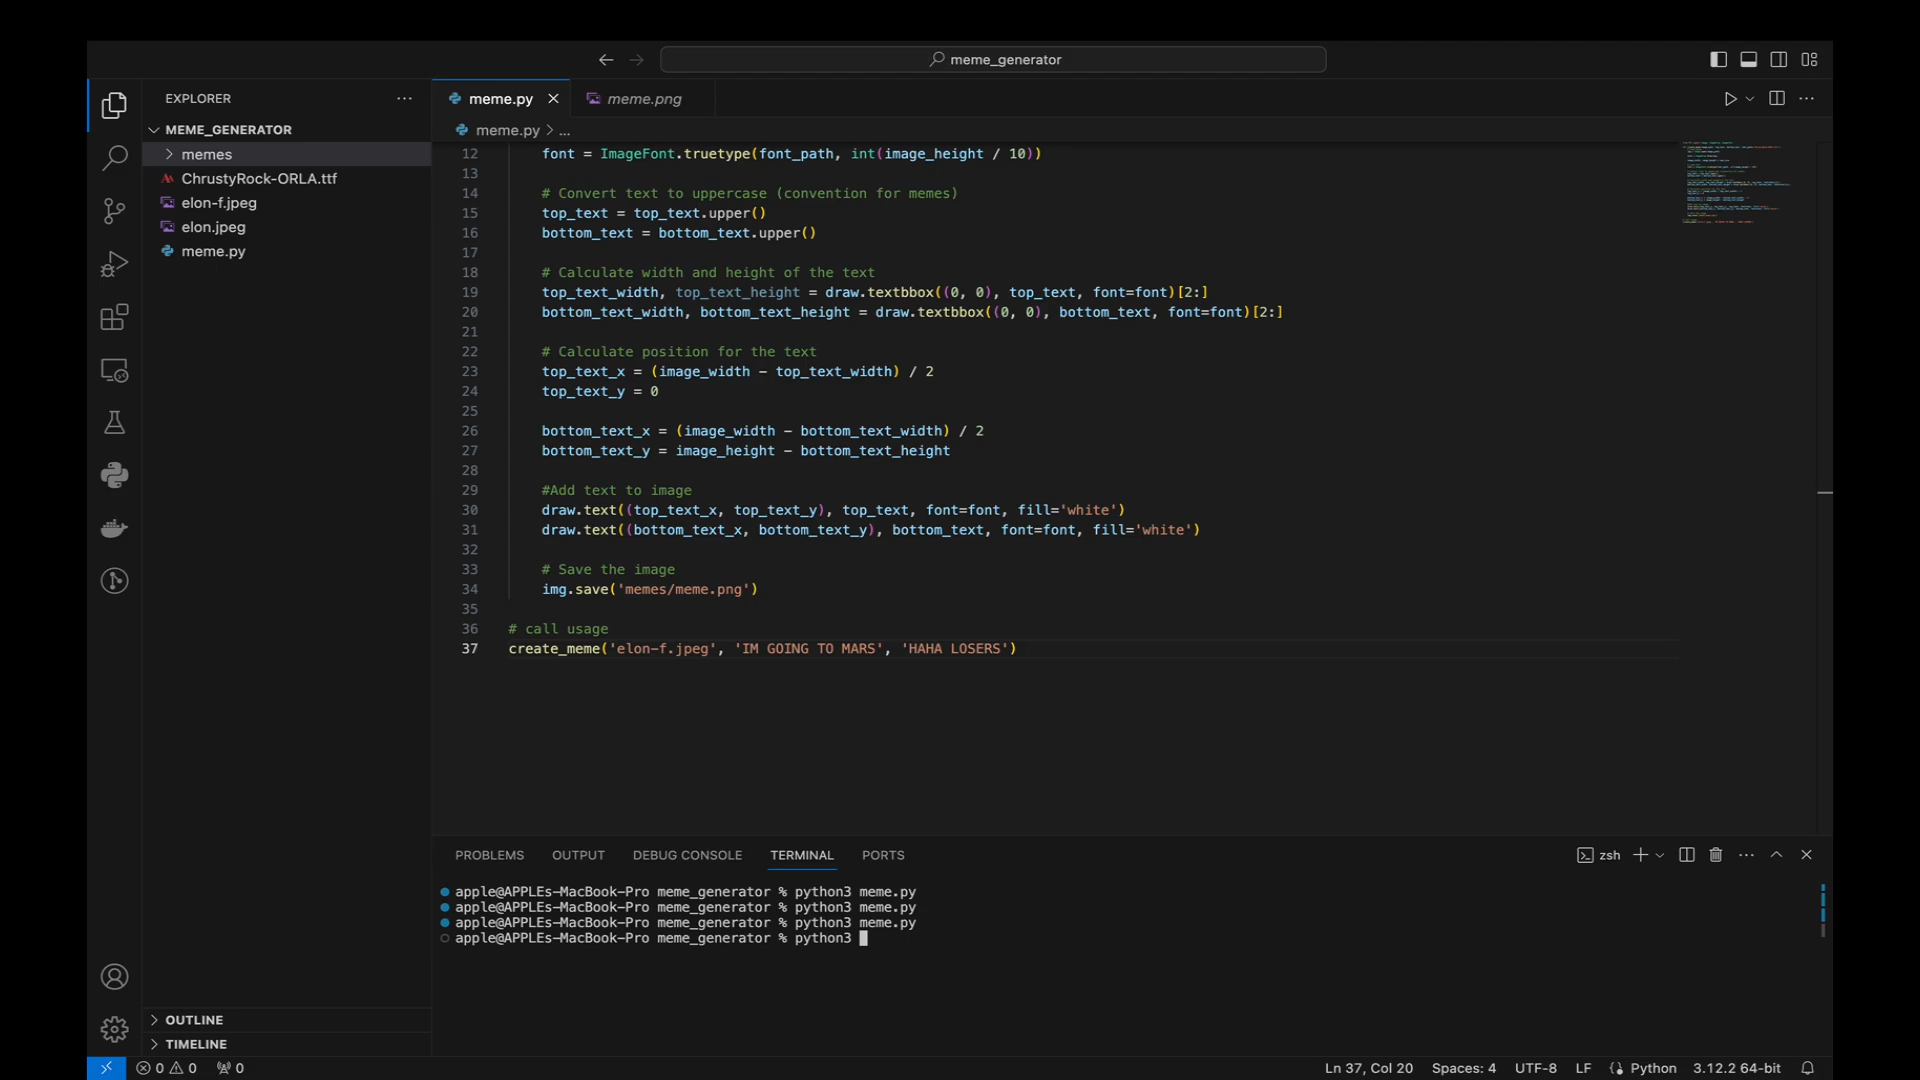 meme_generator
EXPLORER
MEME_GENERATOR
memes
ChrustyRock-ORLA.ttf
elon-f.jpeg
elon.jpeg
meme.py
OUTLINE
TIMELINE
meme.py
meme.png
meme.py > ...
12 font = ImageFont.truetype(font_path, int(image_height / 10))
13
14 # Convert text to uppercase (convention for memes)
15 top_text = top_text.upper()
16 bottom_text = bottom_text.upper()
17
18 # Calculate width and height of the text
19 top_text_width, top_text_height = draw.textbbox((0, 0), top_text, font=font)[2:]
20 bottom_text_width, bottom_text_height = draw.textbbox((0, 0), bottom_text, font=font)[2:]
21
22 # Calculate position for the text
23 top_text_x = (image_width - top_text_width) / 2
24 top_text_y = 0
25
26 bottom_text_x = (image_width - bottom_text_width) / 2
27 bottom_text_y = image_height - bottom_text_height
28
29 #Add text to image
30 draw.text((top_text_x, top_text_y), top_text, font=font, fill='white')
31 draw.text((bottom_text_x, bottom_text_y), bottom_text, font=font, fill='white')
32
33 # Save the image
34 img.save('memes/meme.png')
35
36 # call usage
37 create_meme('elon-f.jpeg', 'IM GOING TO MARS', 'HAHA LOSERS')
PROBLEMS OUTPUT DEBUG CONSOLE TERMINAL PORTS
zsh
apple@APPLEs-MacBook-Pro meme_generator % python3 meme.py
apple@APPLEs-MacBook-Pro meme_generator % python3 meme.py
apple@APPLEs-MacBook-Pro meme_generator % python3 meme.py
apple@APPLEs-MacBook-Pro meme_generator % python3
0 0 0
Ln 37, Col 20 Spaces: 4 UTF-8 LF Python 3.12.2 64-bit